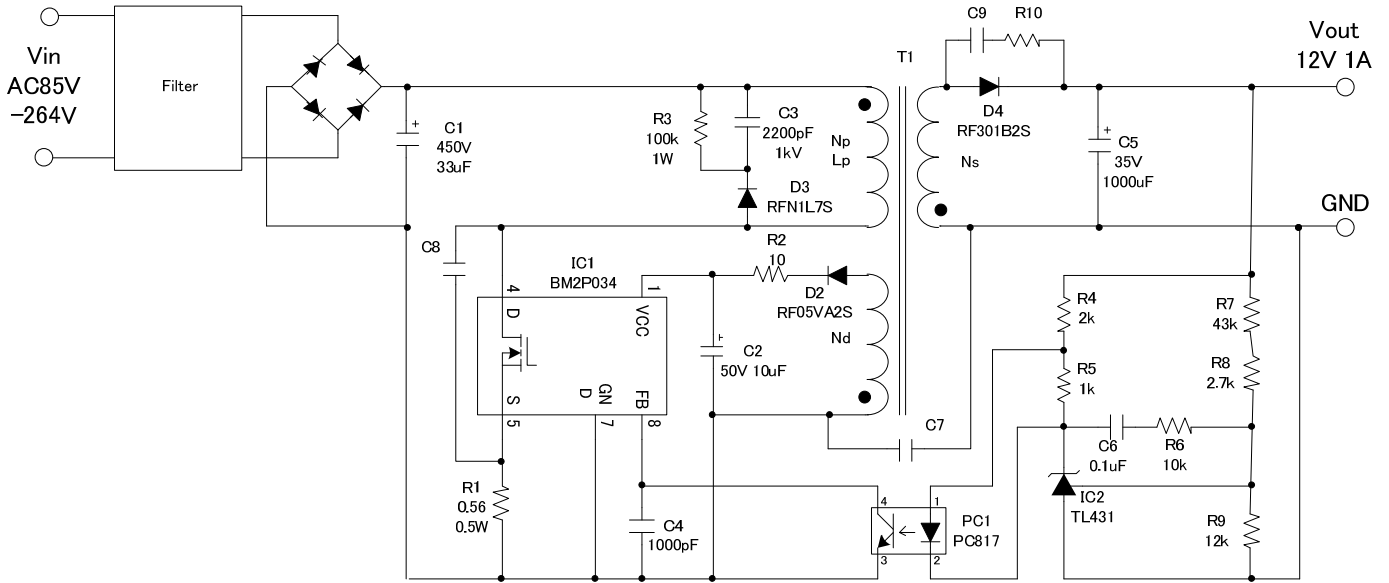 Vin
AC85V
-264V
Filter
C1
450V
33uF
R3
100k
1W
C3
2200pF
1kV
D3
RFN1L7S
T1
Np
Lp
Ns
C9
R10
D4
RF301B2S
C5
35V
1000uF
Vout
12V 1A
GND
C8
IC1
BM2P034
4
D
1
VCC
S
5
GN
D
7
FB
8
R2
10
D2
RF05VA2S
Nd
C2
50V 10uF
C7
R4
2k
R5
1k
R7
43k
R8
2.7k
C6
0.1uF
R6
10k
IC2
TL431
R9
12k
R1
0.56
0.5W
C4
1000pF
4
3
1
2
PC1
PC817